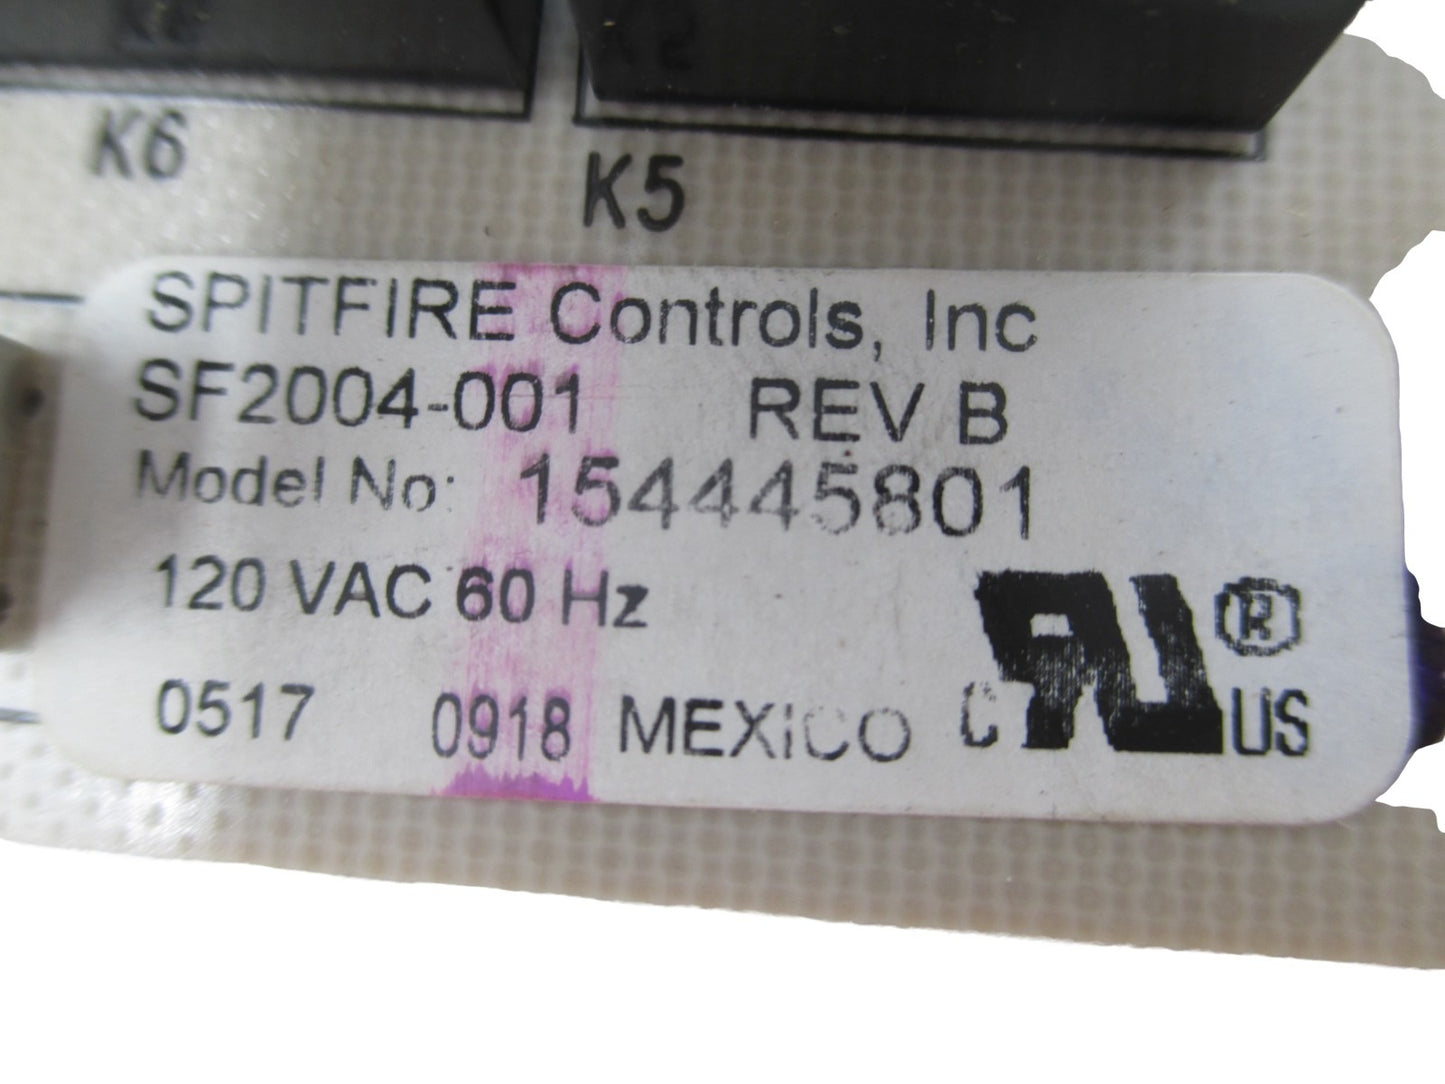 K6
K5
SPITFIRE Controls, Inc
SF2004-001 REV B
Model No: 154445801
120 VAC 60 Hz
0517 0918 MEXICO C US ®